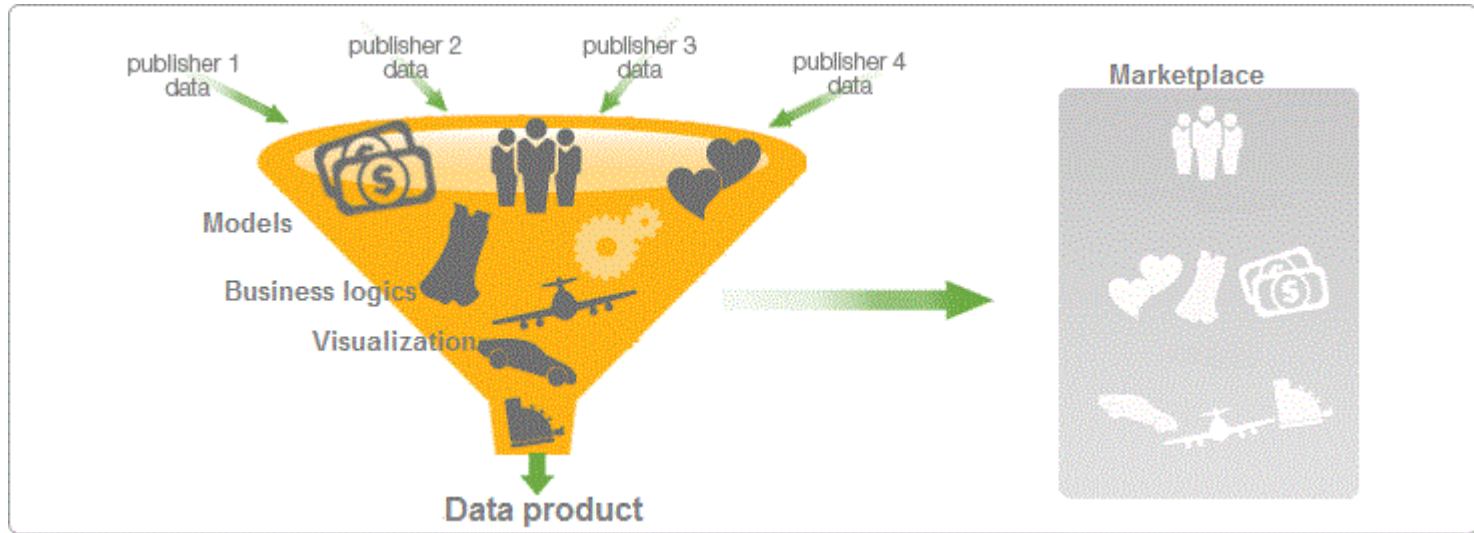 publisher 1
data
publisher 2
data
publisher 3
data
publisher 4
data
Marketplace
$
$
Models
Business logics
$
Visualization
Data product